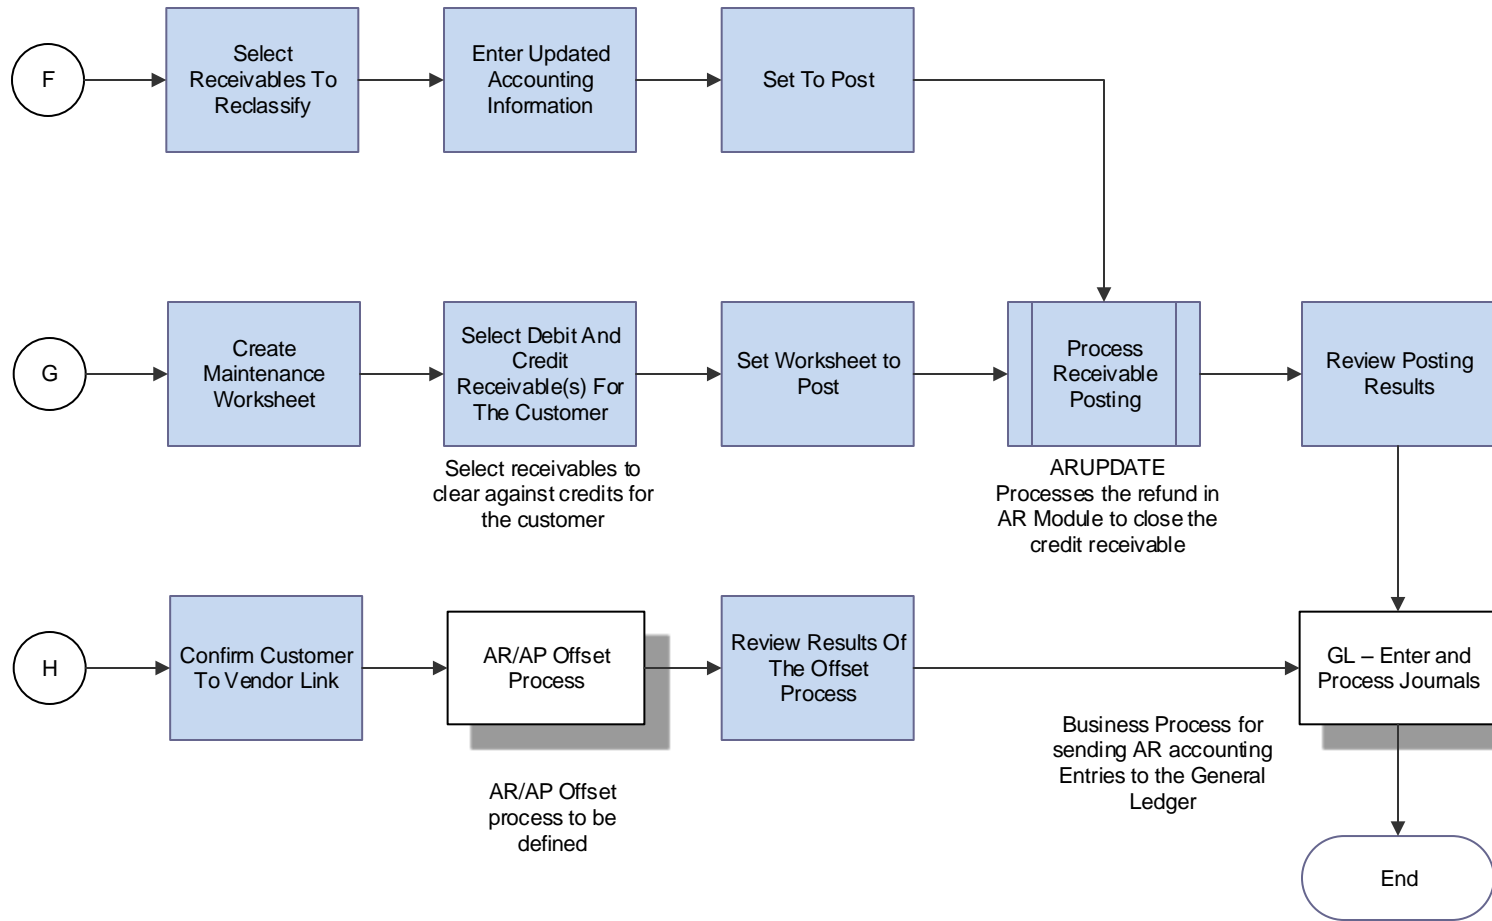 F
Select
Receivables To
Reclassify
Enter Updated
Accounting
Information
Set To Post
G
Create
Maintenance
Worksheet
Select Debit And
Credit
Receivable(s) For
The Customer
Set Worksheet to
Post
Process
Receivable
Posting
Review Posting
Results
Select receivables to
clear against credits for
the customer
ARUPDATE
Processes the refund in
AR Module to close the
credit receivable
H
Confirm Customer
To Vendor Link
AR/AP Offset
Process
Review Results Of
The Offset
Process
GL – Enter and
Process Journals
AR/AP Offset
process to be
defined
Business Process for
sending AR accounting
Entries to the General
Ledger
End